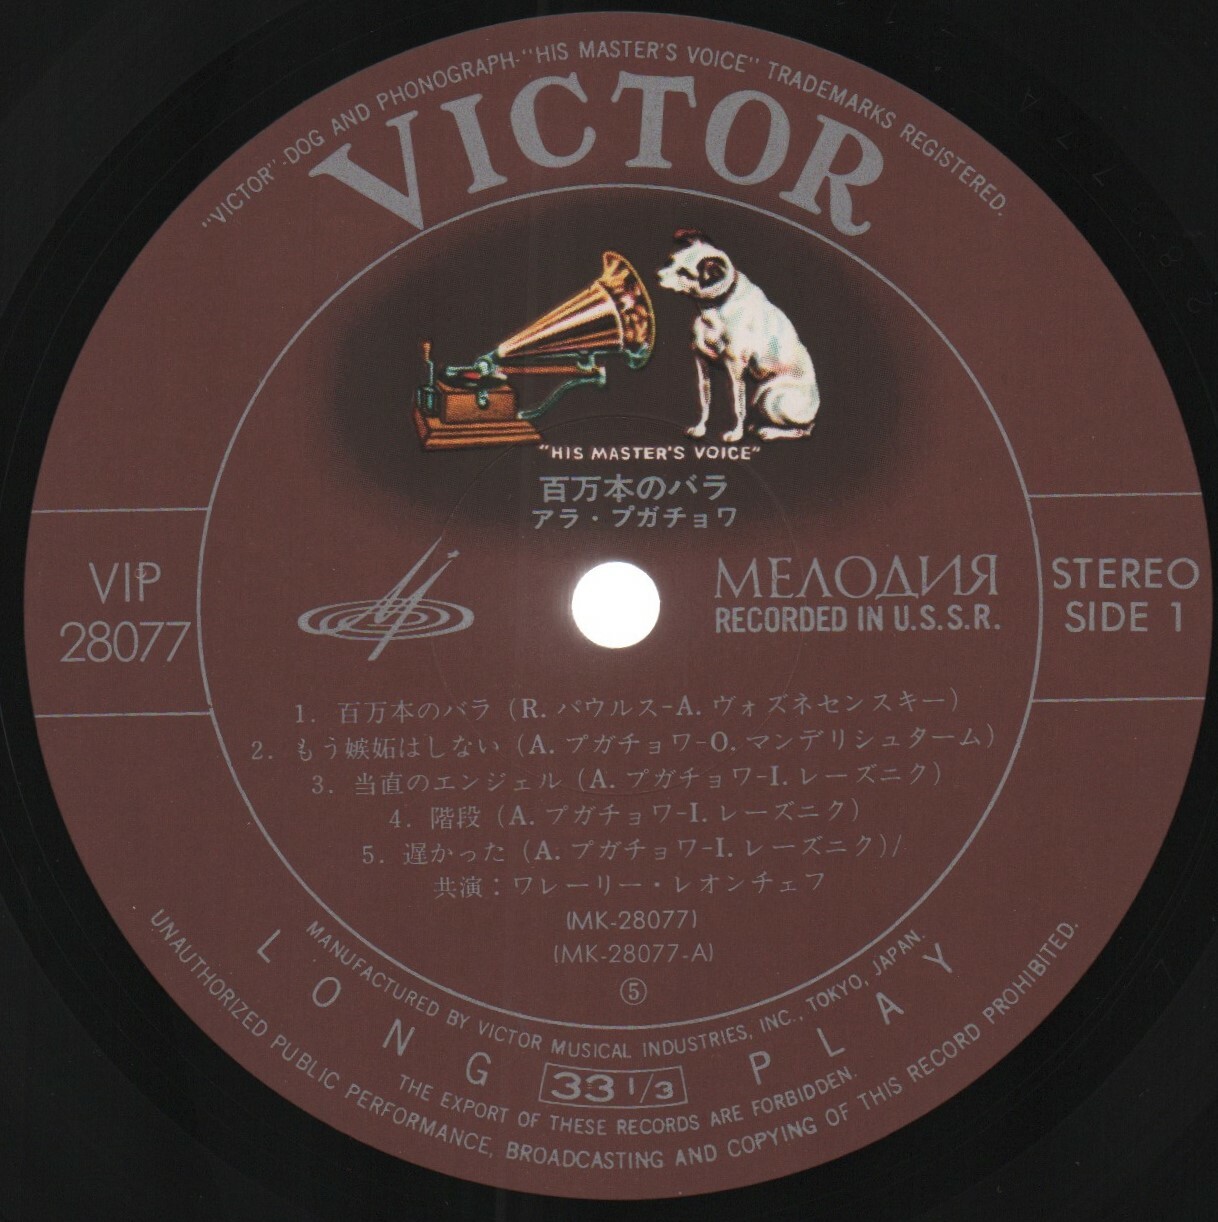 "VICTOR"-DOG AND PHONOGRAPH-"HIS MASTER'S VOICE" TRADEMARKS REGISTERED.
VICTOR
"HIS MASTER'S VOICE"
百万本のバラ
アラ・プガチョワ
VIP
28077
МЕЛОДИЯ
RECORDED IN U.S.S.R.
STEREO
SIDE 1
1. 百万本のバラ (R. パウルス-A. ヴォズネセンスキー)
2. もう嫉妬はしない (A. プガチョワ-O. マンデリシュターム)
3. 当直のエンジェル (A. プガチョワ-I. レーズニク)
4. 階段 (A. プガチョワ-I. レーズニク)
5. 遅かった (A. プガチョワ-I. レーズニク)/
共演:ワレーリー・レオンチェフ
(MK-28077)
(MK-28077-A)
⑤
MANUFACTURED BY VICTOR MUSICAL INDUSTRIES, INC., TOKYO, JAPAN.
LONG PLAY
33 1/3
THE EXPORT OF THESE RECORDS ARE FORBIDDEN.
UNAUTHORIZED PUBLIC PERFORMANCE, BROADCASTING AND COPYING OF THIS RECORD PROHIBITED.